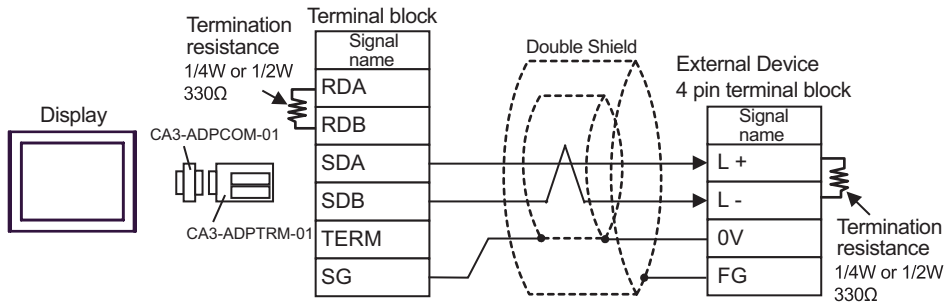 Display
CA3-ADPCOM-01
CA3-ADPTRM-01
Termination
resistance
1/4W or 1/2W
330Ω
Terminal block
Signal
name
RDA
RDB
SDA
SDB
TERM
SG
Double Shield
External Device
4 pin terminal block
Signal
name
L +
L -
0V
FG
Termination
resistance
1/4W or 1/2W
330Ω